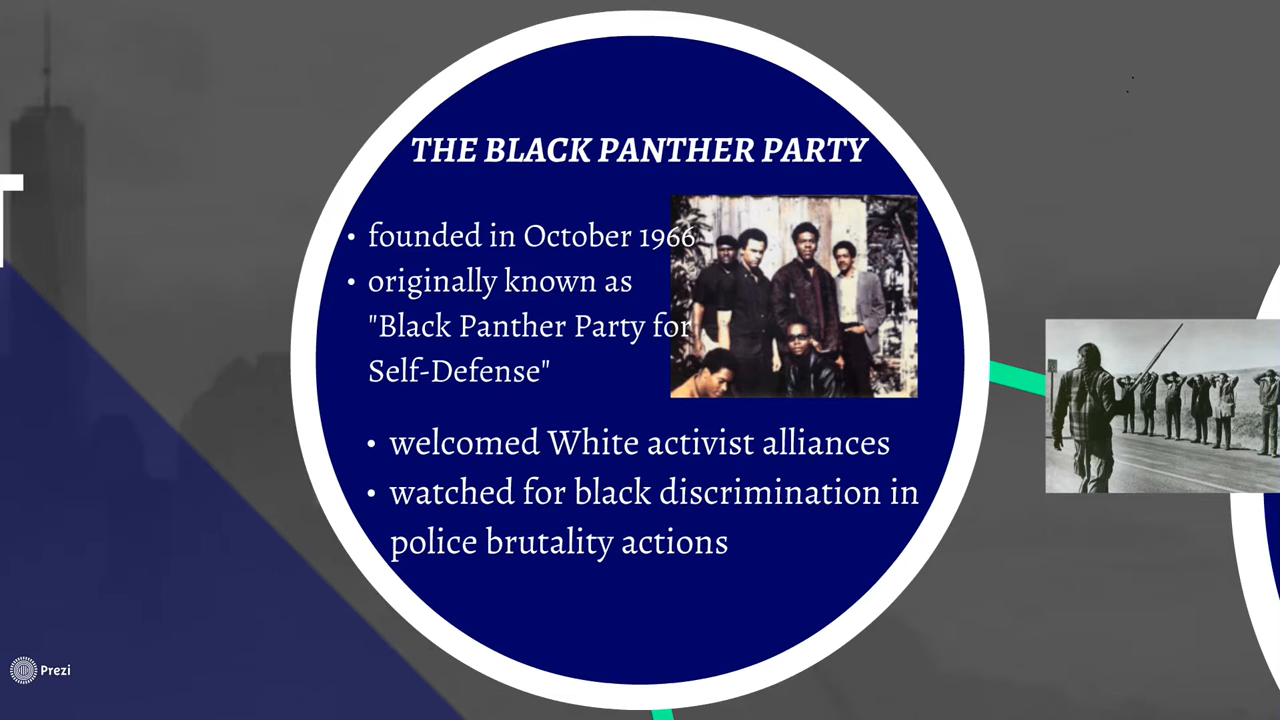 THE BLACK PANTHER PARTY
• founded in October 1966
• originally known as
"Black Panther Party for
Self-Defense"
• welcomed White activist alliances
• watched for black discrimination in
police brutality actions
Prezi